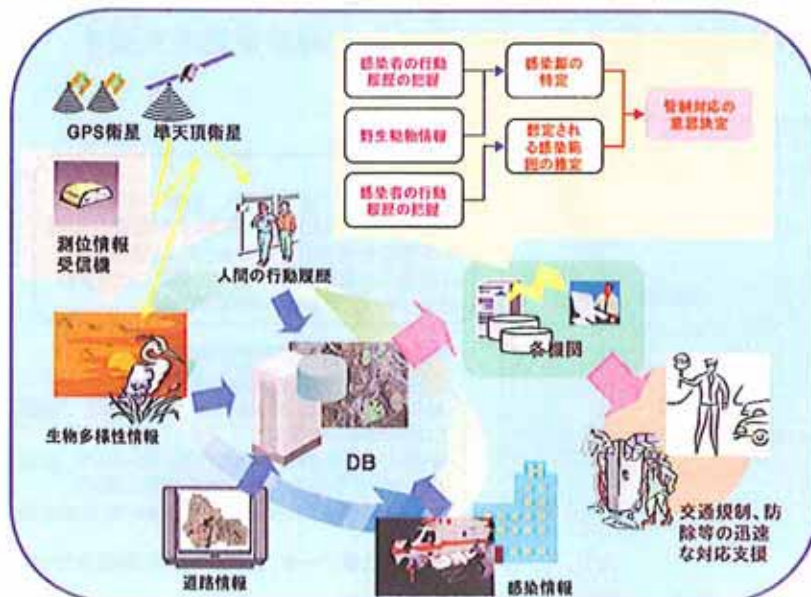 感染者の行動
履歴の把握
感染源の
特定
野生動物情報
想定され
る感染範
囲の推定
感染者の行動
履歴の把握
管制対応の
意思決定
GPS衛星
準天頂衛星
測位情報
受信機
人間の行動履歴
各機関
生物多様性情報
DB
道路情報
感染情報
交通規制、防
除等の迅速
な対応支援